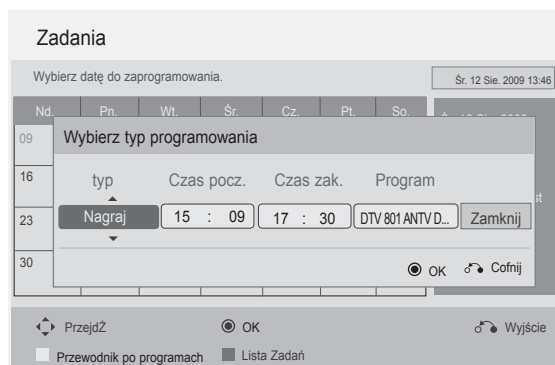 Zadania
Wybierz datę do zaprogramowania.
Śr. 12 Sie. 2009 13:46
Nd. Pn. Wt. Śr. Cz. Pt. So.
09
Wybierz typ programowania
16
typ Czas pocz. Czas zak. Program
23
Nagraj 15 : 09 17 : 30 DTV 801 ANTV D... Zamknij
30
OK Cofnij
PrzejdŹ OK Wyjście
Przewodnik po programach Lista Zadań